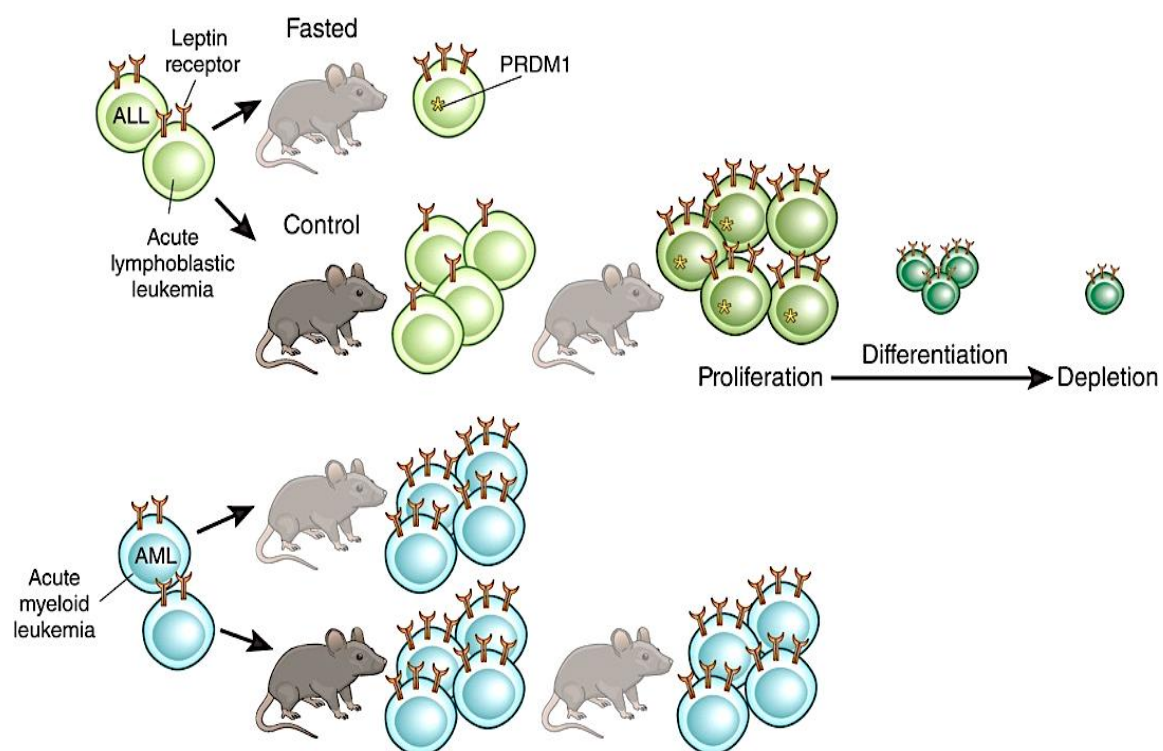 Leptin
receptor
Fasted
PRDM1
ALL
Acute
lymphoblastic
leukemia
Control
Proliferation
Differentiation
Depletion
AML
Acute
myeloid
leukemia